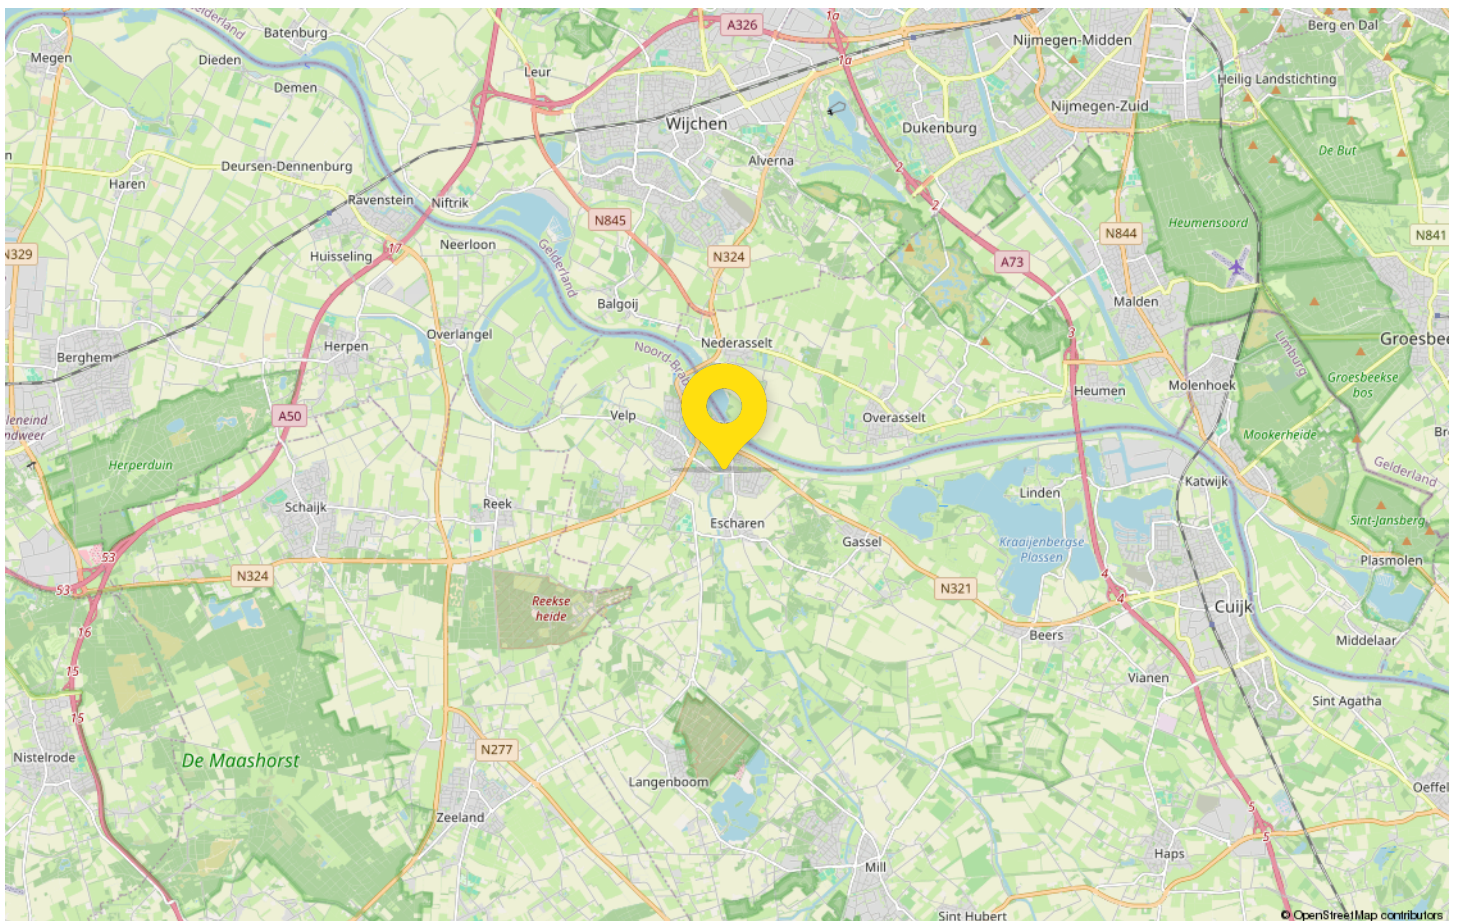 Gelderland
Batenburg
A326
1a
Berg en Dal
Nijmegen-Midden
Megen
Dieden
1a
Leur
Heilig Landstichting
Demen
Nijmegen-Zuid
Wijchen
Dukenburg
De But
Alverna
Deursen-Dennenburg
2
Haren
Ravenstein
Niftrik
2
N845
Heumensoord
N844
N841
17
Neerloon
N329
Huisseling
Gelderland
N324
A73
Balgoij
Malden
3
Overlangel
Herpen
Nederasselt
Limburg
Groesbee
Berghem
Noord-Brab
Groesbeekse
bos
Molenhoek
Heumen
A50
Velp
Overasselt
Mookerheide
Herperduin
Gelderland
Linden
Katwijk
Schaijk
Reek
Escharen
Sint-Jansberg
Gassel
Kraaijenbergse
Plassen
53
Plasmolen
N324
4
53
N321
4
Reekse
heide
Cuijk
16
Beers
Middelaar
15
Vianen
Sint Agatha
15
N277
Nistelrode
De Maashorst
Langenboom
Oeffel
5
Zeeland
5
Haps
Mill
Sint Hubert
© OpenStreetMap contributors